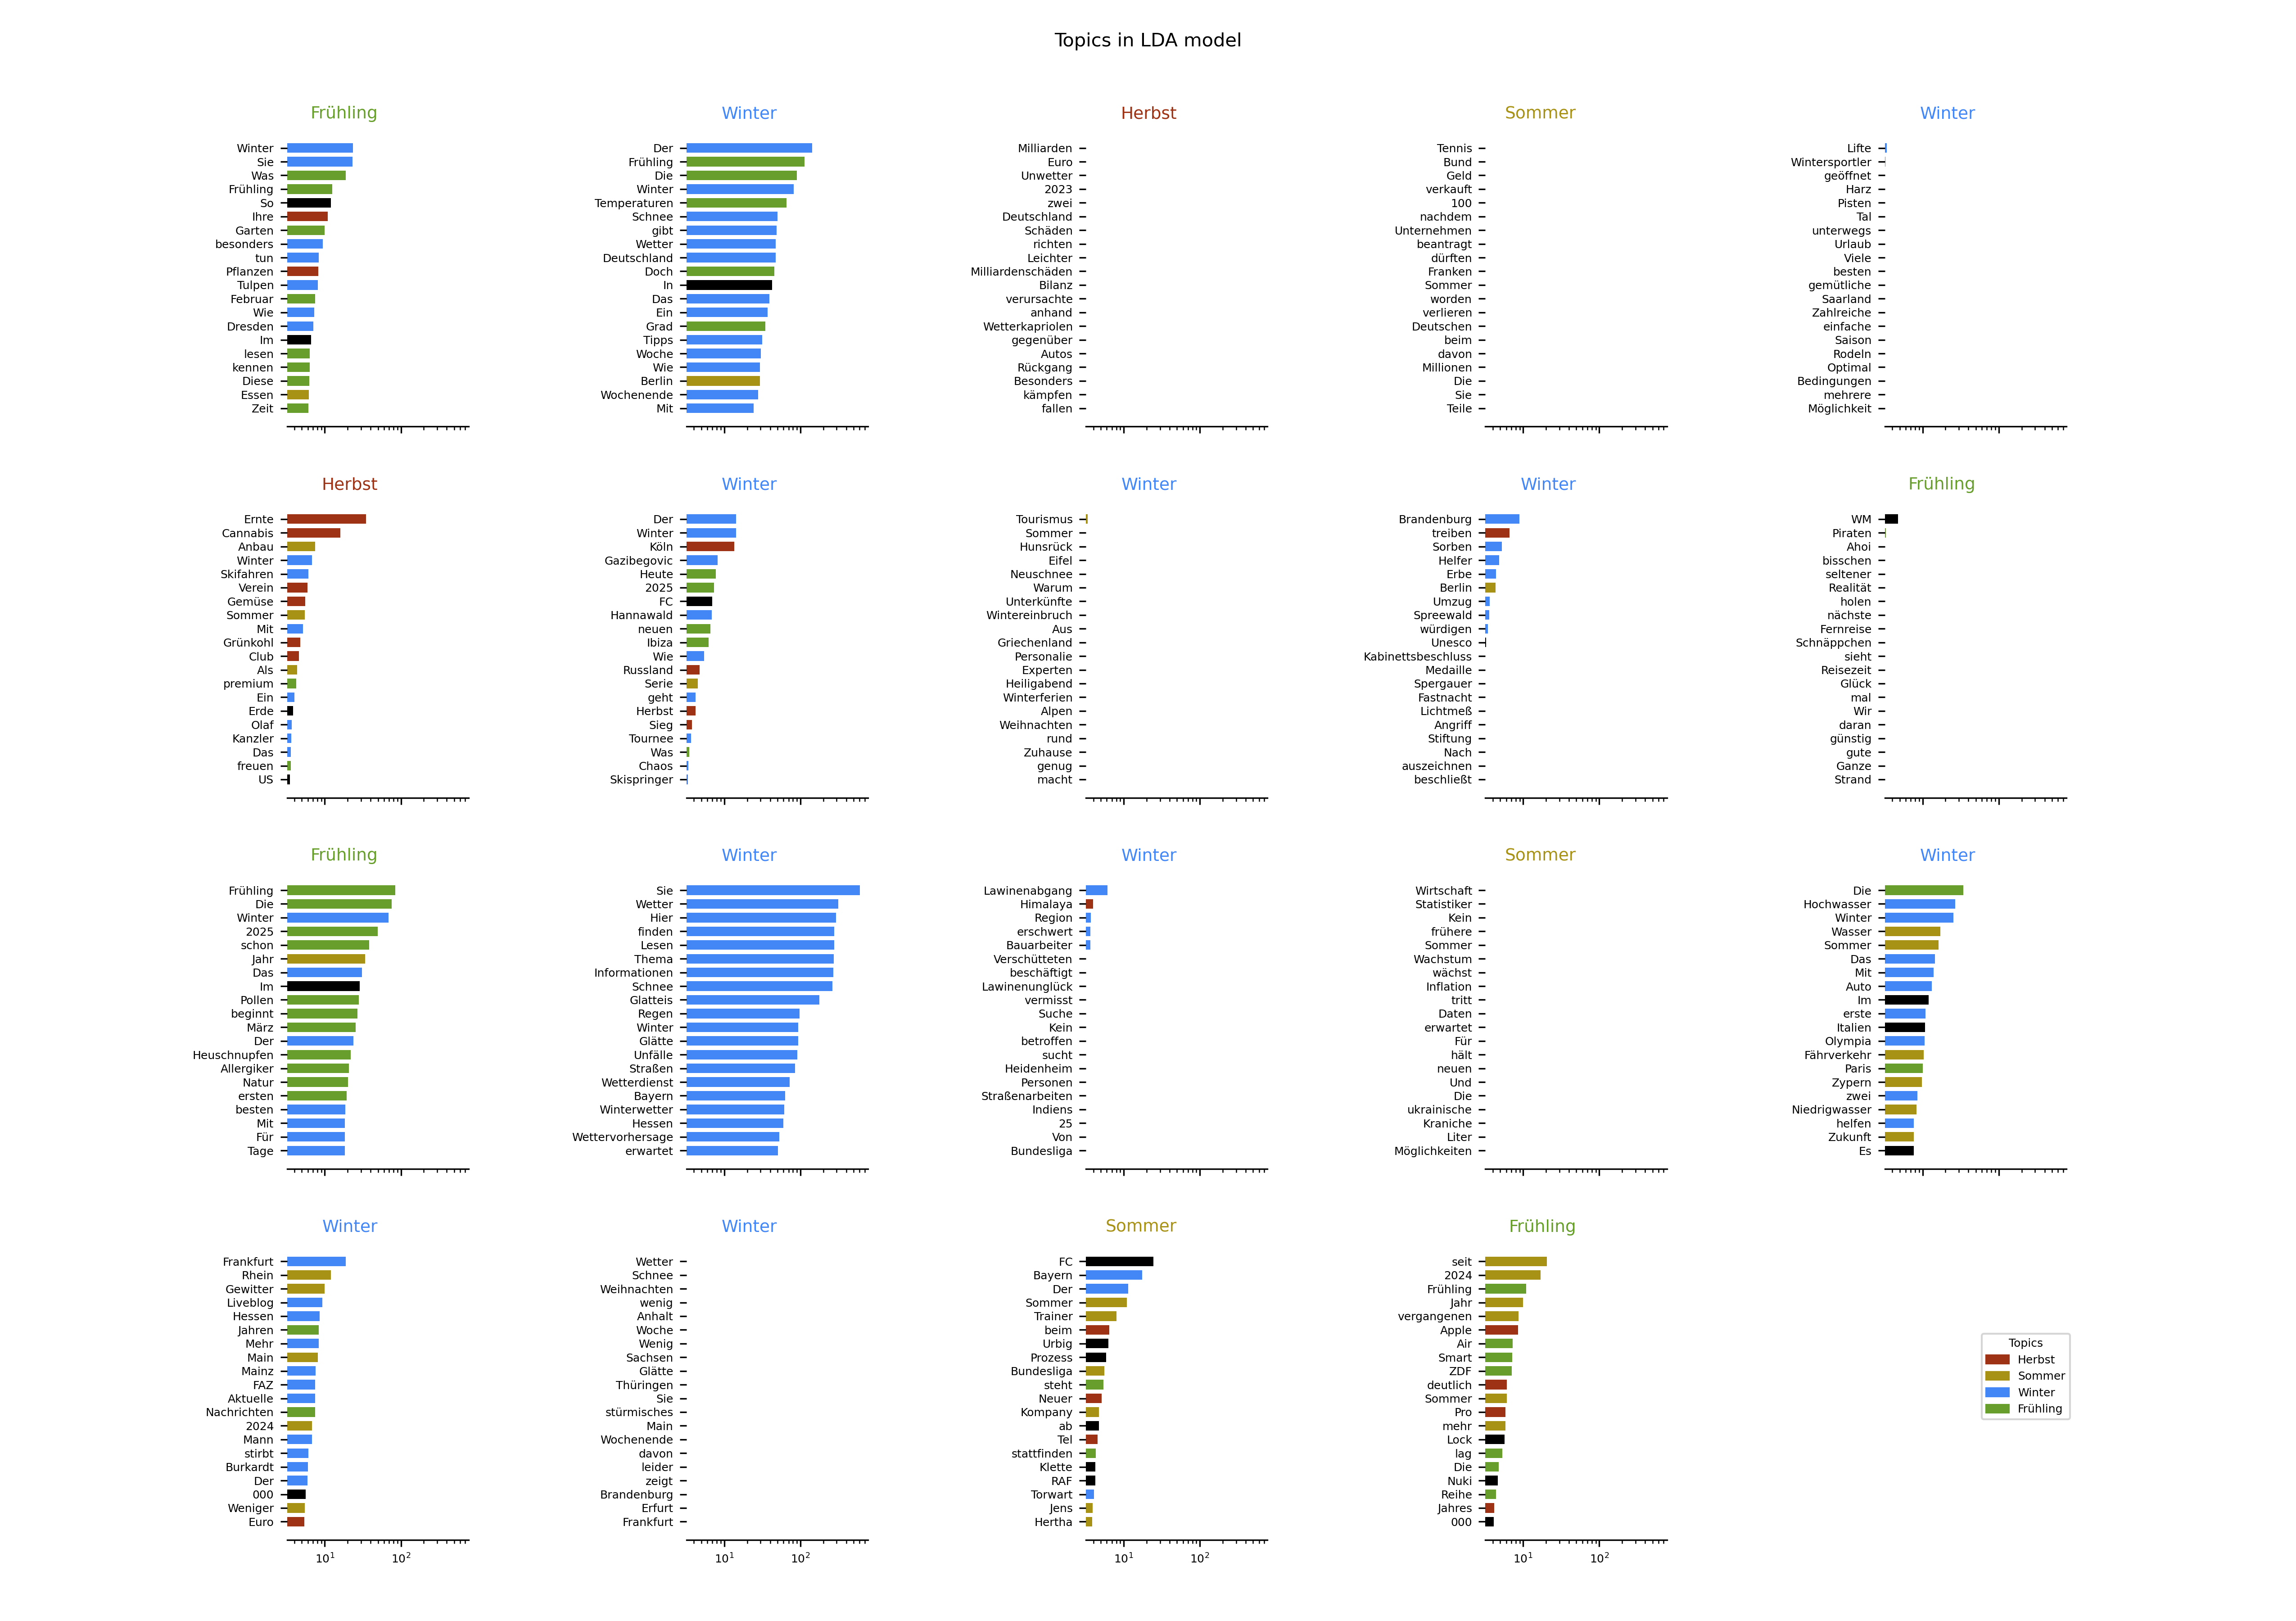 Topics in LDA model
Frühling
Winter
Sie
Was
Frühling
So
Ihre
Garten
besonders
tun
Pflanzen
Tulpen
Februar
Wie
Dresden
Im
lesen
kennen
Diese
Essen
Zeit
Winter
Der
Frühling
Die
Winter
Temperaturen
Schnee
gibt
Wetter
Deutschland
Doch
In
Das
Ein
Grad
Tipps
Woche
Wie
Berlin
Wochenende
Mit
Herbst
Milliarden
Euro
Unwetter
2023
zwei
Deutschland
Schäden
richten
Leichter
Milliardenschäden
Bilanz
verursachte
anhand
Wetterkapriolen
gegenüber
Autos
Rückgang
Besonders
kämpfen
fallen
Sommer
Tennis
Bund
Geld
verkauft
100
nachdem
Unternehmen
beantragt
dürften
Franken
Sommer
worden
verlieren
Deutschen
beim
davon
Millionen
Die
Sie
Teile
Winter
Lifte
Wintersportler
geöffnet
Harz
Pisten
Tal
unterwegs
Urlaub
Viele
besten
gemütliche
Saarland
Zahlreiche
einfache
Saison
Rodeln
Optimal
Bedingungen
mehrere
Möglichkeit
Herbst
Ernte
Cannabis
Anbau
Winter
Skifahren
Verein
Gemüse
Sommer
Mit
Grünkohl
Club
Als
premium
Ein
Erde
Olaf
Kanzler
Das
freuen
US
Winter
Der
Winter
Köln
Gazibegovic
Heute
2025
FC
Hannawald
neuen
Ibiza
Wie
Russland
Serie
geht
Herbst
Sieg
Tournee
Was
Chaos
Skispringer
Winter
Tourismus
Sommer
Hunsrück
Eifel
Neuschnee
Warum
Unterkünfte
Wintereinbruch
Aus
Griechenland
Personalie
Experten
Heiligabend
Winterferien
Alpen
Weihnachten
rund
Zuhause
genug
macht
Winter
Brandenburg
treiben
Sorben
Helfer
Erbe
Berlin
Umzug
Spreewald
würdigen
Unesco
Kabinettsbeschluss
Medaille
Spergauer
Fastnacht
Lichtmeß
Angriff
Stiftung
Nach
auszeichnen
beschließt
Frühling
WM
Piraten
Ahoi
bisschen
seltener
Realität
holen
nächste
Fernreise
Schnäppchen
sieht
Reisezeit
Glück
mal
Wir
daran
günstig
gute
Ganze
Strand
Frühling
Frühling
Die
Winter
2025
schon
Jahr
Das
Im
Pollen
beginnt
März
Der
Heuschnupfen
Allergiker
Natur
ersten
besten
Mit
Für
Tage
Winter
Sie
Wetter
Hier
finden
Lesen
Thema
Informationen
Schnee
Glatteis
Regen
Winter
Glätte
Unfälle
Straßen
Wetterdienst
Bayern
Winterwetter
Hessen
Wettervorhersage
erwartet
Winter
Lawinenabgang
Himalaya
Region
erschwert
Bauarbeiter
Verschütteten
beschäftigt
Lawinenunglück
vermisst
Suche
Kein
betroffen
sucht
Heidenheim
Personen
Straßenarbeiten
Indiens
25
Von
Bundesliga
Sommer
Wirtschaft
Statistiker
Kein
frühere
Sommer
Wachstum
wächst
Inflation
tritt
Daten
erwartet
Für
hält
neuen
Und
Die
ukrainische
Kraniche
Liter
Möglichkeiten
Winter
Die
Hochwasser
Winter
Wasser
Sommer
Das
Mit
Auto
Im
erste
Italien
Olympia
Fährverkehr
Paris
Zypern
zwei
Niedrigwasser
helfen
Zukunft
Es
Winter
Frankfurt
Rhein
Gewitter
Liveblog
Hessen
Jahren
Mehr
Main
Mainz
FAZ
Aktuelle
Nachrichten
2024
Mann
stirbt
Burkardt
Der
000
Weniger
Euro
10¹ 10²
Winter
Wetter
Schnee
Weihnachten
wenig
Anhalt
Woche
Wenig
Sachsen
Glätte
Thüringen
Sie
stürmisches
Main
Wochenende
davon
leider
zeigt
Brandenburg
Erfurt
Frankfurt
10¹ 10²
Sommer
FC
Bayern
Der
Sommer
Trainer
beim
Urbig
Prozess
Bundesliga
steht
Neuer
Kompany
ab
Tel
stattfinden
Klette
RAF
Torwart
Jens
Hertha
10¹ 10²
Frühling
seit
2024
Frühling
Jahr
vergangenen
Apple
Air
Smart
ZDF
deutlich
Sommer
Pro
mehr
Lock
lag
Die
Nuki
Reihe
Jahres
000
10¹ 10²
Topics
Herbst
Sommer
Winter
Frühling